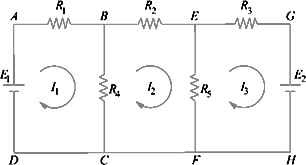 A R₁ B R₂ E R₃ G
E₁ I₁ R₄ I₂ R₅ I₃ E₂
D C F H